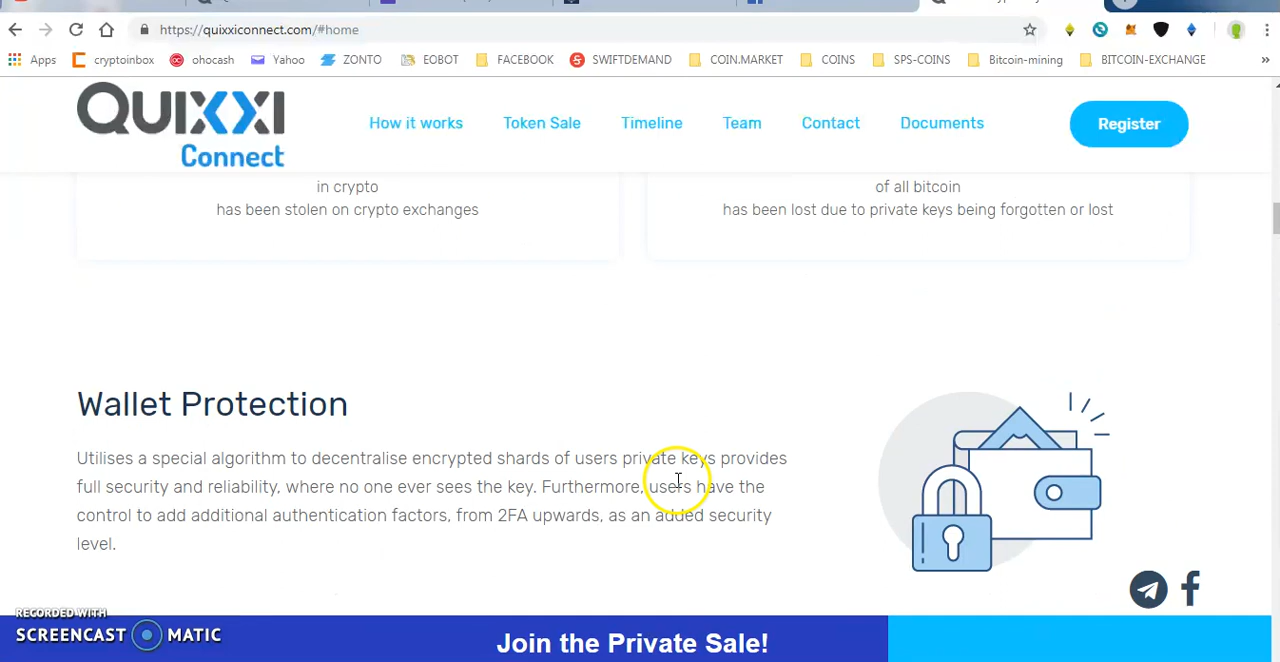 https://quixxiconnect.com/#home
Apps cryptoinbox ohocash Yahoo ZONTO EOBOT FACEBOOK SWIFTDEMAND COIN.MARKET COINS SPS-COINS Bitcoin-mining BITCOIN-EXCHANGE »
QUIXXI
Connect
How it works Token Sale Timeline Team Contact Documents Register
in crypto
has been stolen on crypto exchanges
of all bitcoin
has been lost due to private keys being forgotten or lost
Wallet Protection
Utilises a special algorithm to decentralise encrypted shards of users private keys provides
full security and reliability, where no one ever sees the key. Furthermore, users have the
control to add additional authentication factors, from 2FA upwards, as an added security
level.
RECORDED WITH
SCREENCAST MATIC
Join the Private Sale!